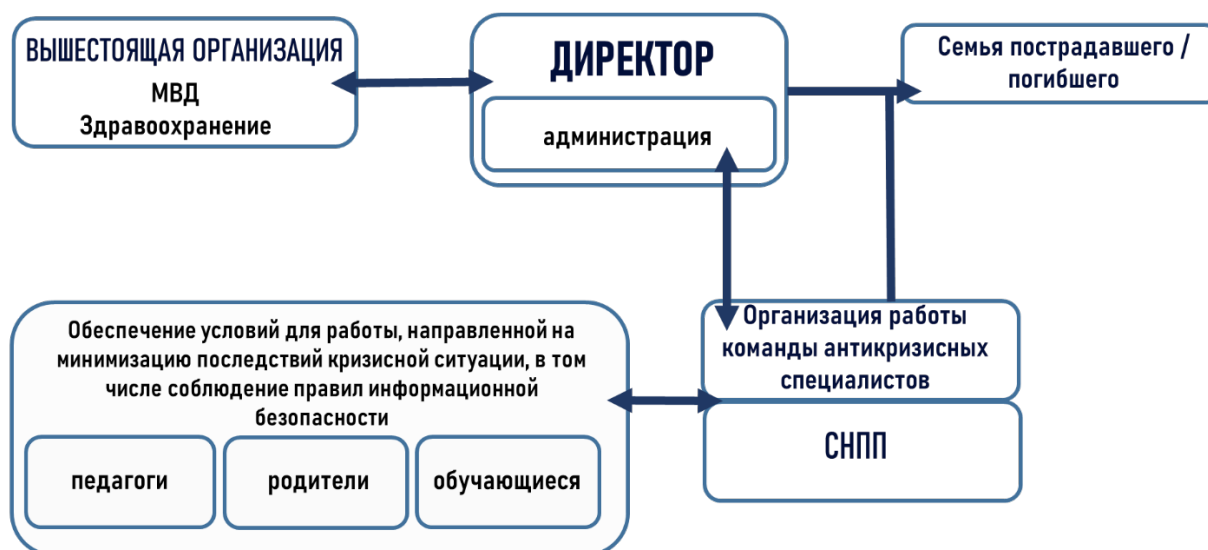 ВЫШЕСТОЯЩАЯ ОРГАНИЗАЦИЯ
МВД
Здравоохранение
ДИРЕКТОР
администрация
Семья пострадавшего /
погибшего
Обеспечение условий для работы, направленной на
минимизацию последствий кризисной ситуации, в том
числе соблюдение правил информационной
безопасности
педагоги
родители
обучающиеся
Организация работы
команды антикризисных
специалистов
СНПП